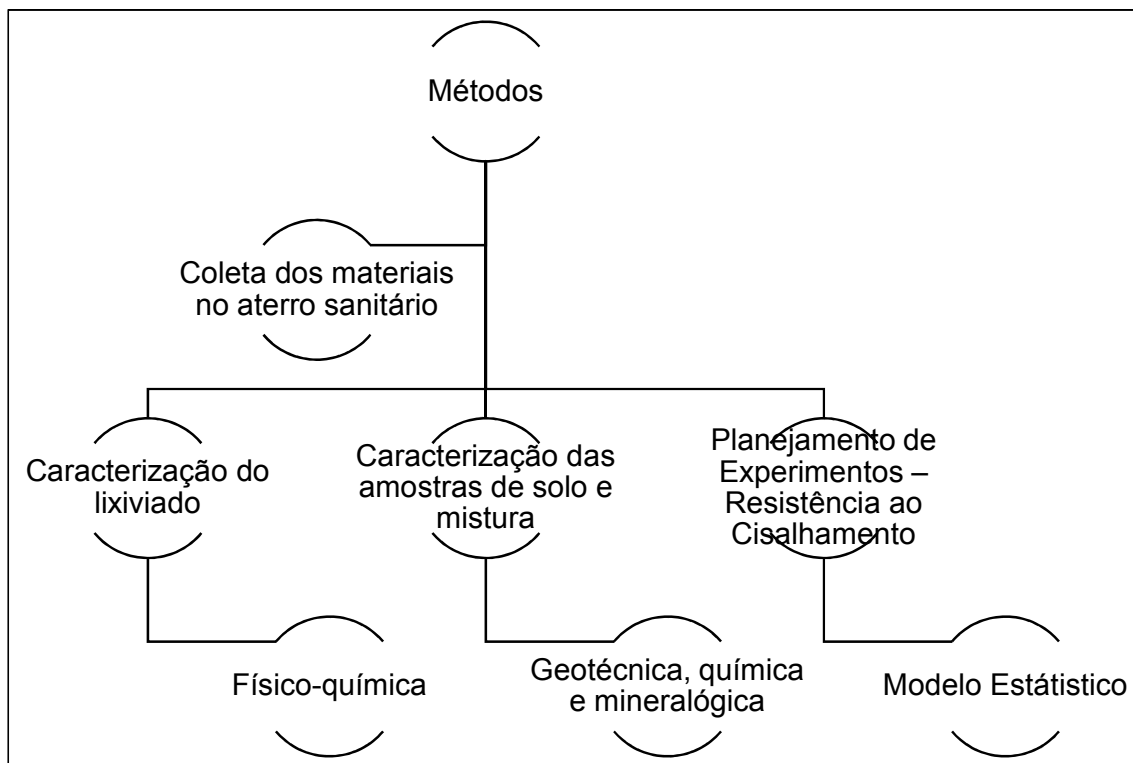 Métodos
Coleta dos materiais
no aterro sanitário
Caracterização do
lixiviado
Caracterização das
amostras de solo e
mistura
Planejamento de
Experimentos –
Resistência ao
Cisalhamento
Físico-química
Geotécnica, química
e mineralógica
Modelo Estátistico